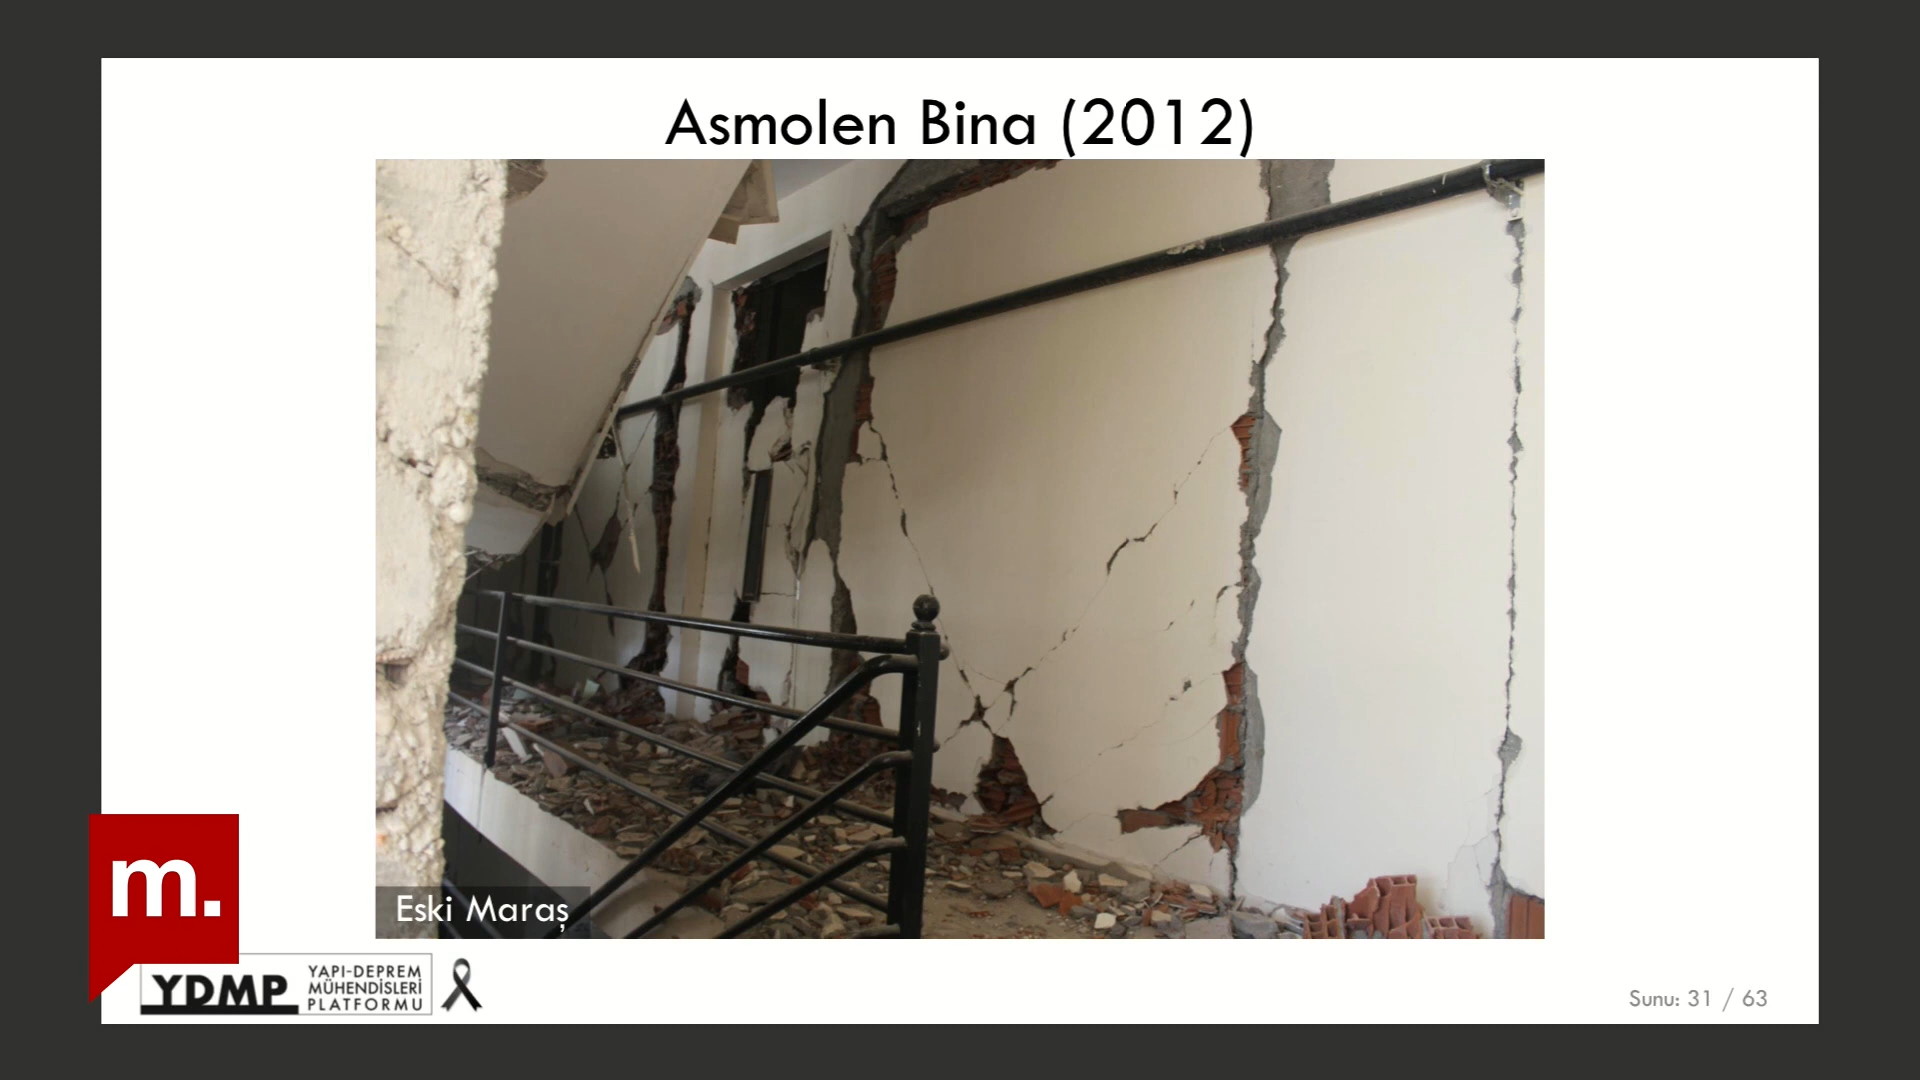 Asmolen Bina (2012)
Eski Maraş
m.
YDMP
YAPI-DEPREM
MÜHENDİSLERİ
PLATFORMU
Sunu: 31 / 63